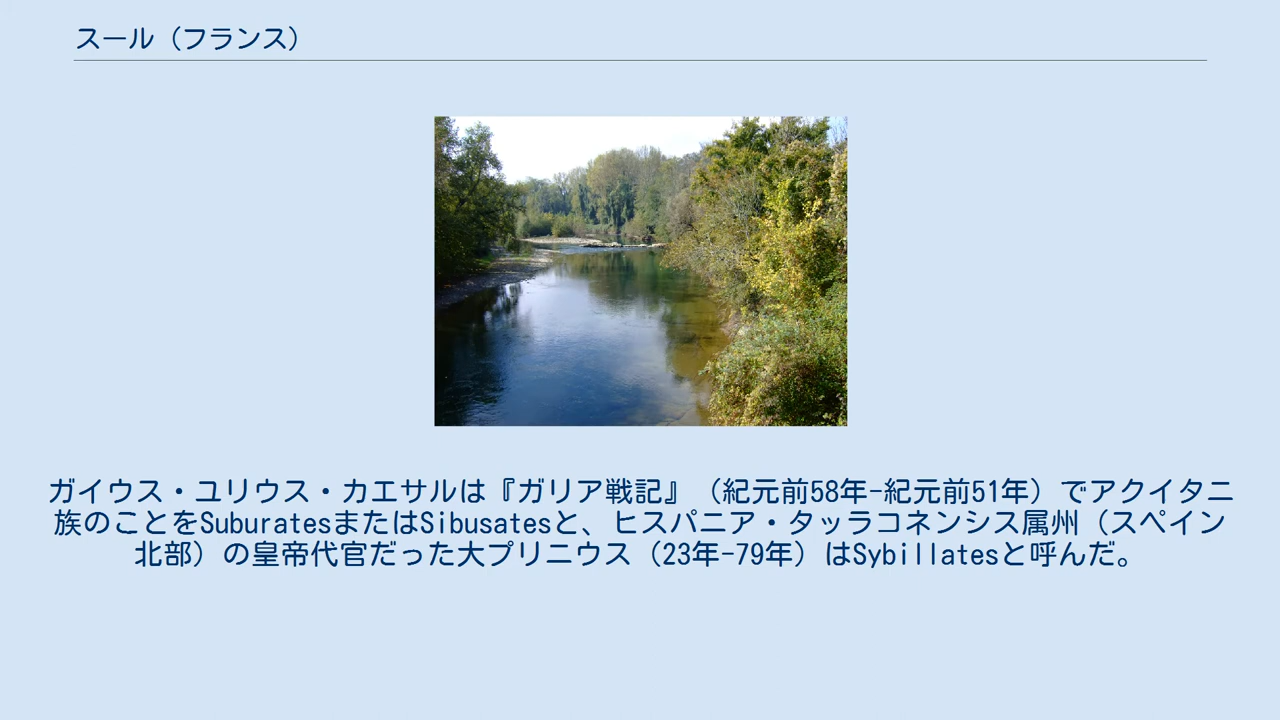 スール（フランス）
ガイウス・ユリウス・カエサルは『ガリア戦記』（紀元前58年-紀元前51年）でアクイタニ
族のことをSuburatesまたはSibusatesと、ヒスパニア・タッラコネンシス属州（スペイン
北部）の皇帝代官だった大プリニウス（23年-79年）はSybillatesと呼んだ。